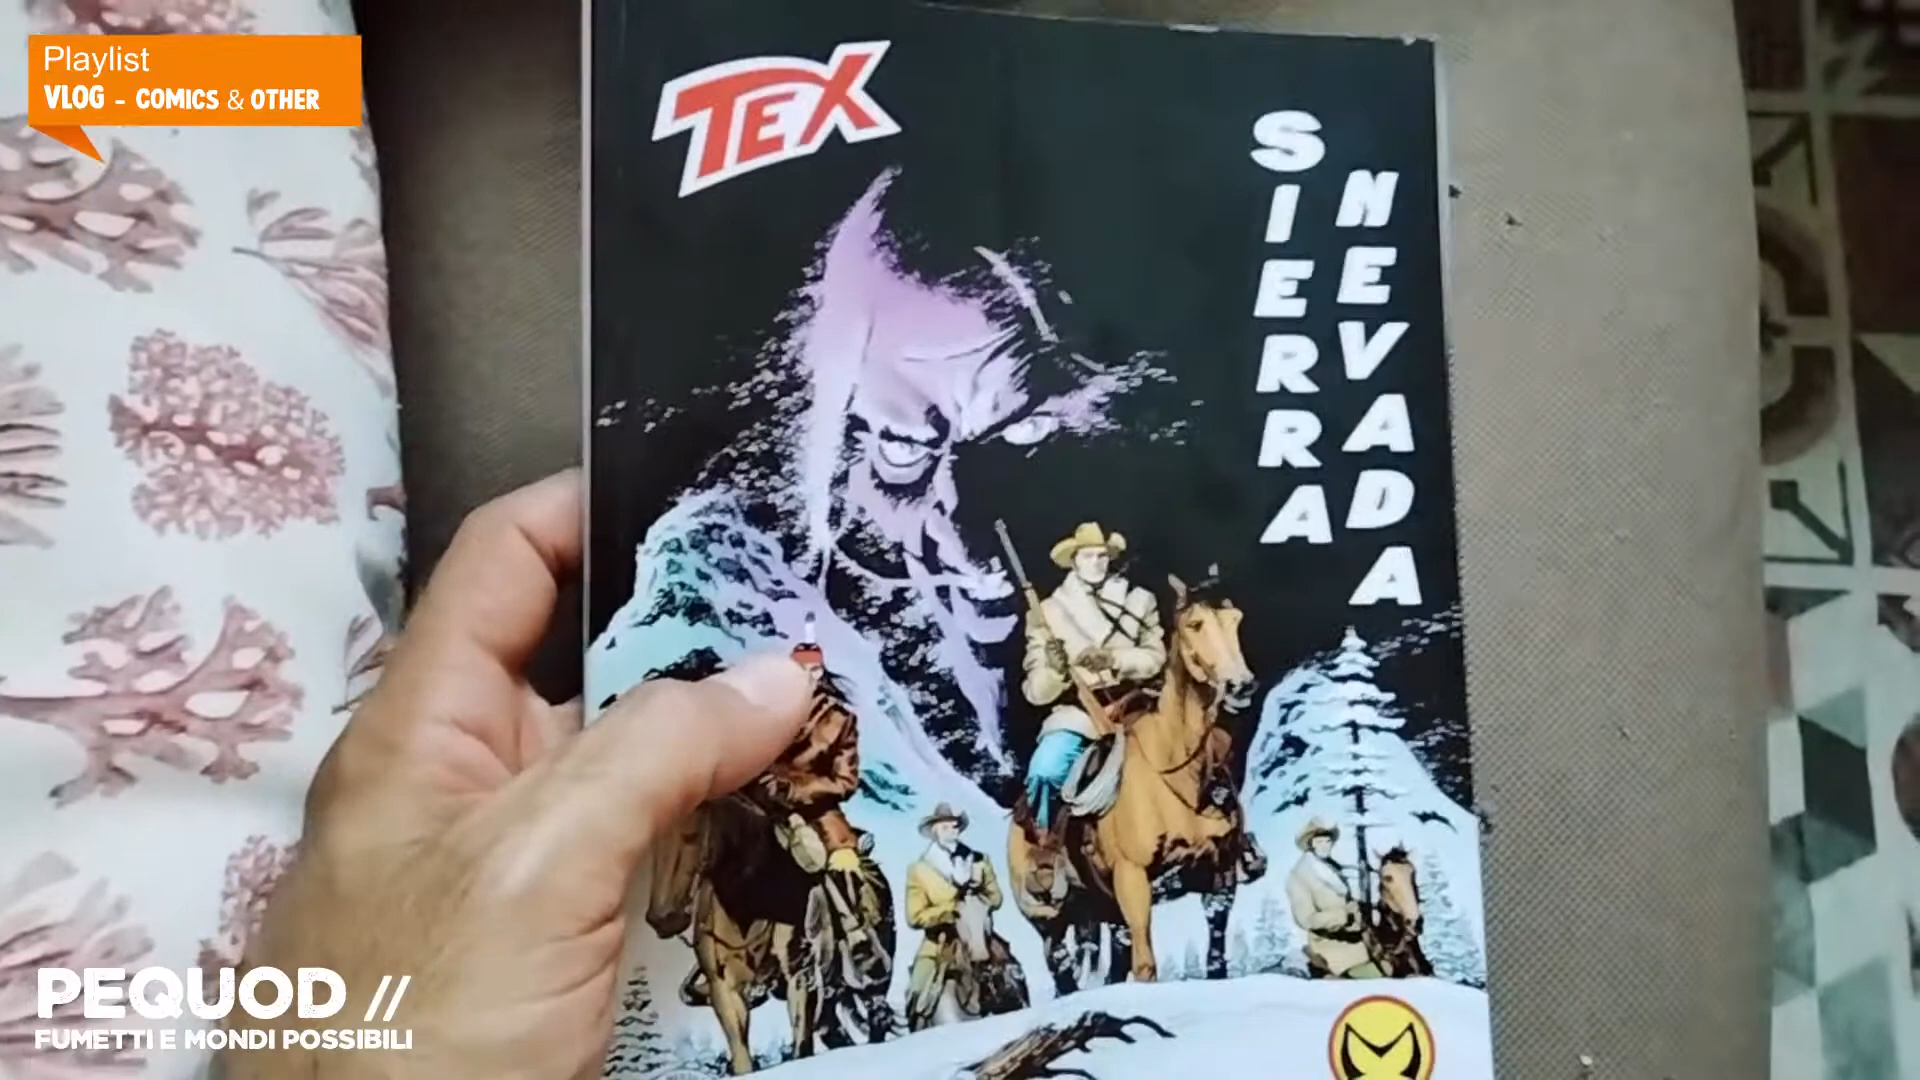 Playlist
VLOG - COMICS & OTHER
TEX
SIERRA
NEVADA
PEQUOD //
FUMETTI E MONDI POSSIBILI